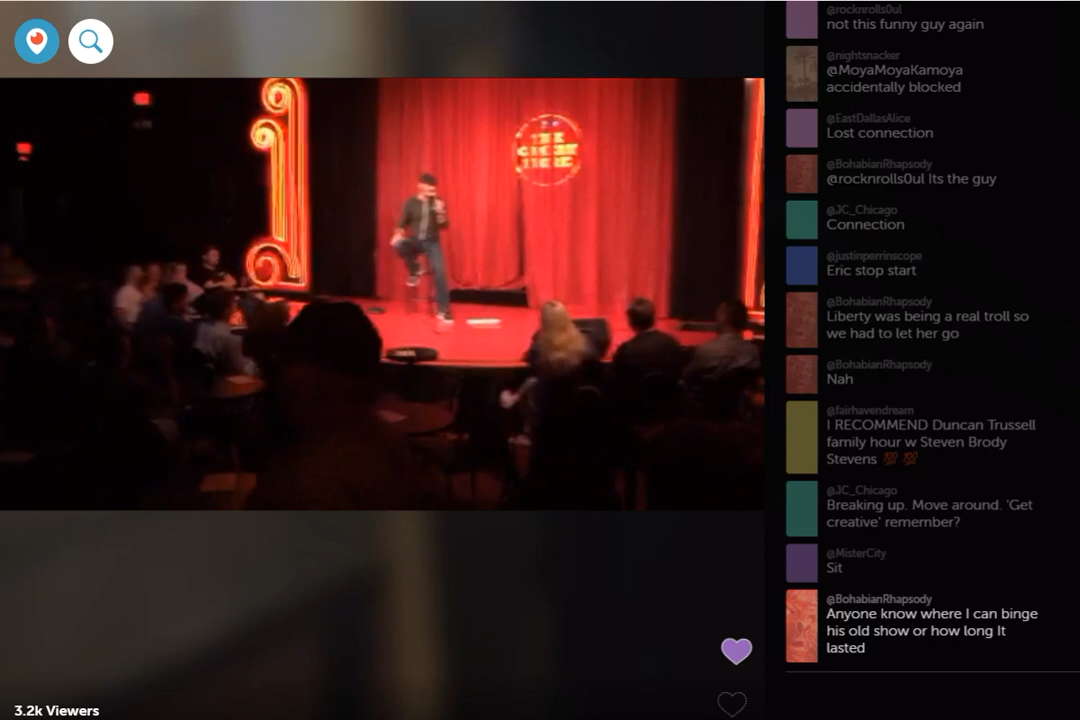 @rocknrolls0ul
not this funny guy again
@nightsnacker
@MoyaMoyaKamoya
accidentally blocked
@EastDallasAlice
Lost connection
@BohabianRhapsody
@rocknrolls0ul Its the guy
@JC_Chicago
Connection
@justinperrinscope
Eric stop start
@BohabianRhapsody
Liberty was being a real troll so
we had to let her go
@BohabianRhapsody
Nah
@fairhavendream
I RECOMMEND Duncan Trussell
family hour w Steven Brody
Stevens 💯 💯
@JC_Chicago
Breaking up. Move around. 'Get
creative' remember?
@MisterCity
Sit
@BohabianRhapsody
Anyone know where I can binge
his old show or how long It
lasted
3.2k Viewers